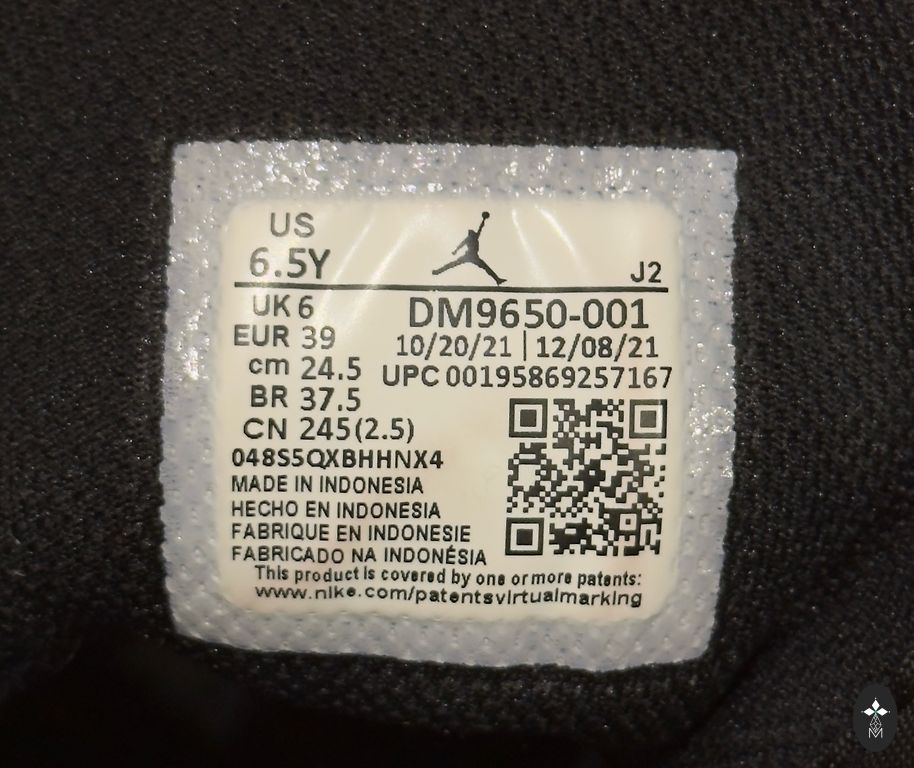 US
6.5Y
J2
UK 6
EUR 39
cm 24.5
BR 37.5
CN 245(2.5)
DM9650-001
10/20/21 | 12/08/21
UPC 00195869257167
048S5QXBHHNX4
MADE IN INDONESIA
HECHO EN INDONESIA
FABRIQUE EN INDONESIE
FABRICADO NA INDONÉSIA
This product is covered by one or more patents:
www.nike.com/patentsvirtualmarking
M